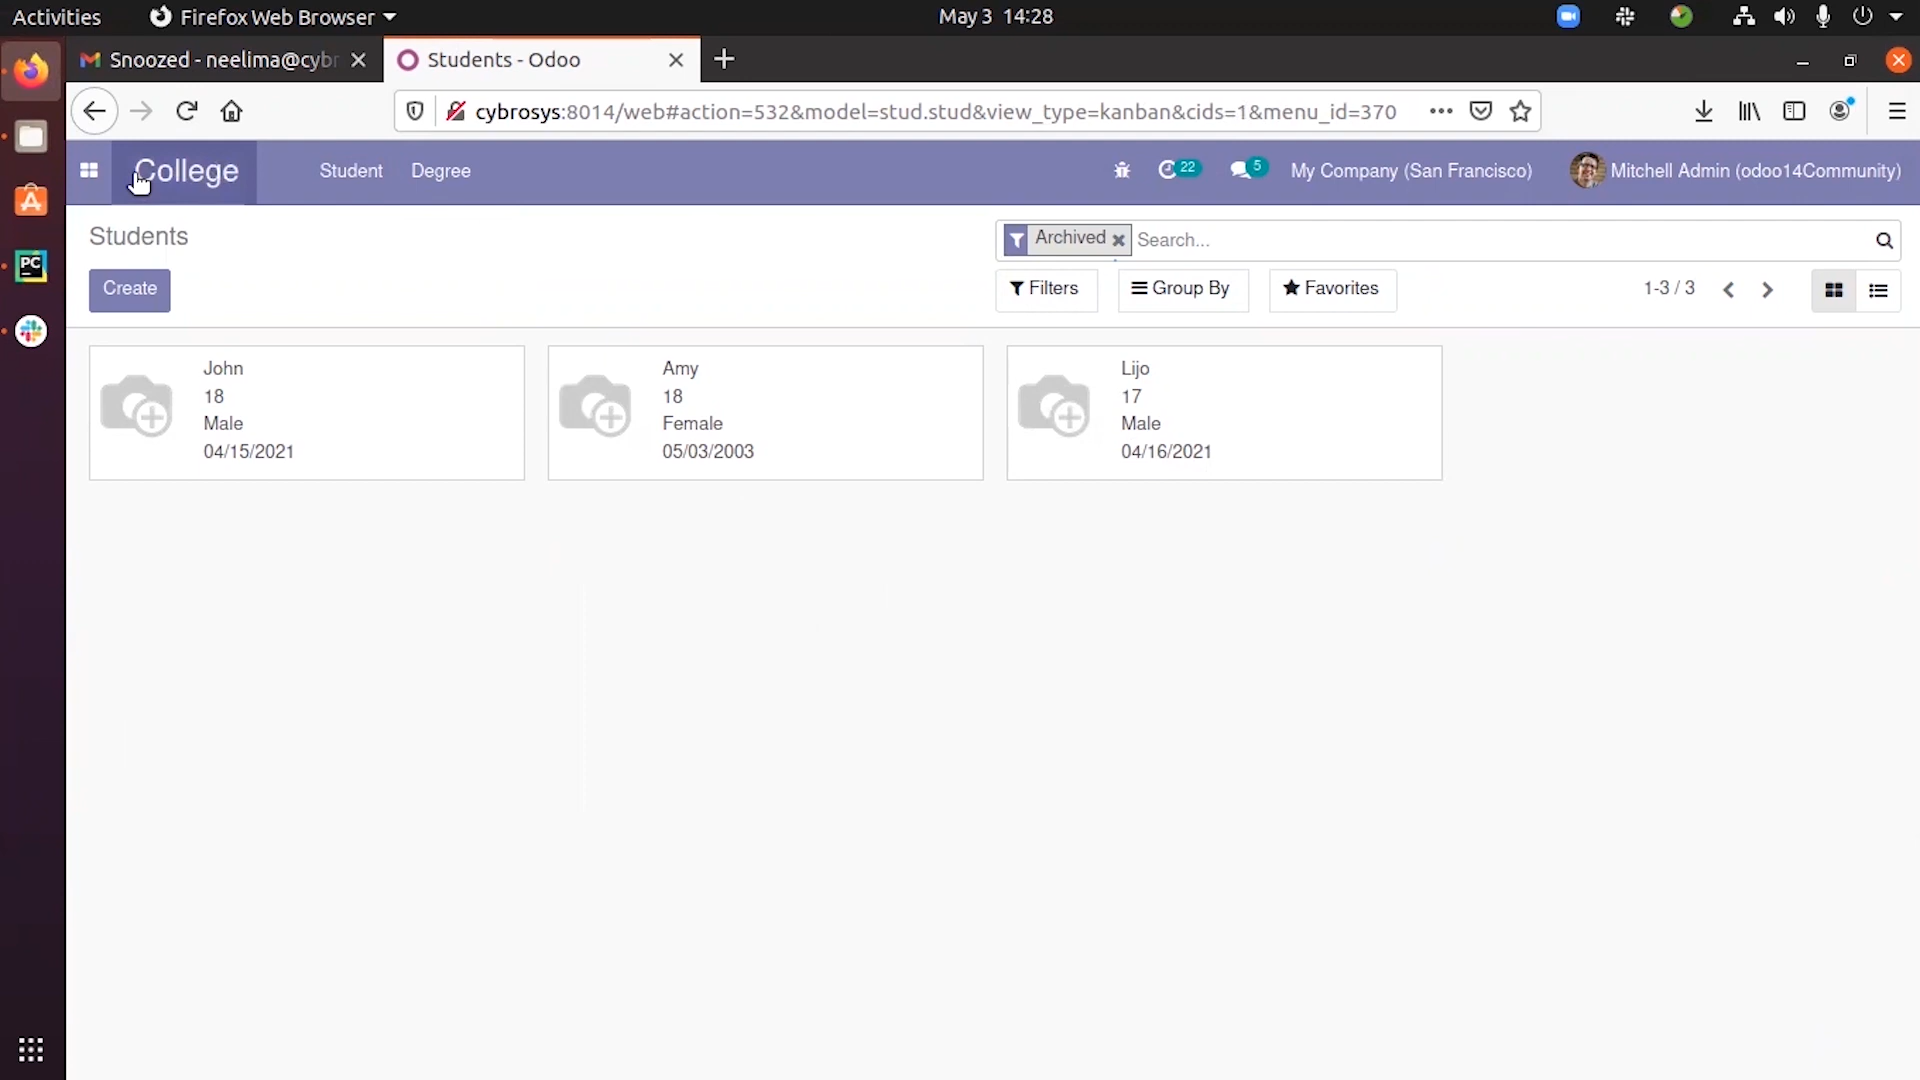 Activities Firefox Web Browser May 3 14:28
Snoozed - neelima@cybr Students - Odoo
cybrosys:8014/web#action=532&model=stud.stud&view_type=kanban&cids=1&menu_id=370
College Student Degree 22 5 My Company (San Francisco) Mitchell Admin (odoo14Community)
Students Archived Search...
Create Filters Group By Favorites 1-3 / 3
John
18
Male
04/15/2021
Amy
18
Female
05/03/2003
Lijo
17
Male
04/16/2021
PC